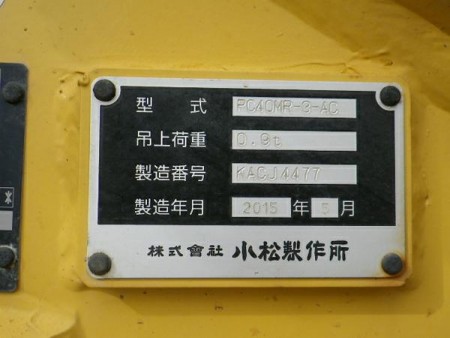 型 式 PC40MR-3-AC
吊上荷重 0.9t
製造番号 KACJ4477
製造年月 2015 年 5 月
株式會社 小松製作所